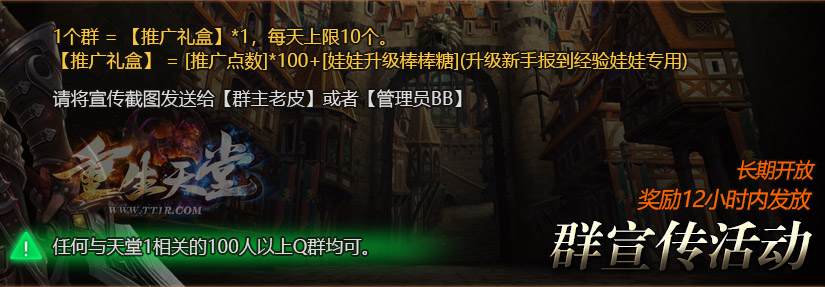 1个群 = 【推广礼盒】*1，每天上限10个。
【推广礼盒】 = [推广点数]*100+[娃娃升级棒棒糖](升级新手报到经验娃娃专用)
请将宣传截图发送给【群主老皮】或者【管理员BB】
重生天堂
WWW.TT1R.COM
长期开放
奖励12小时内发放
任何与天堂1相关的100人以上Q群均可。
群宣传活动